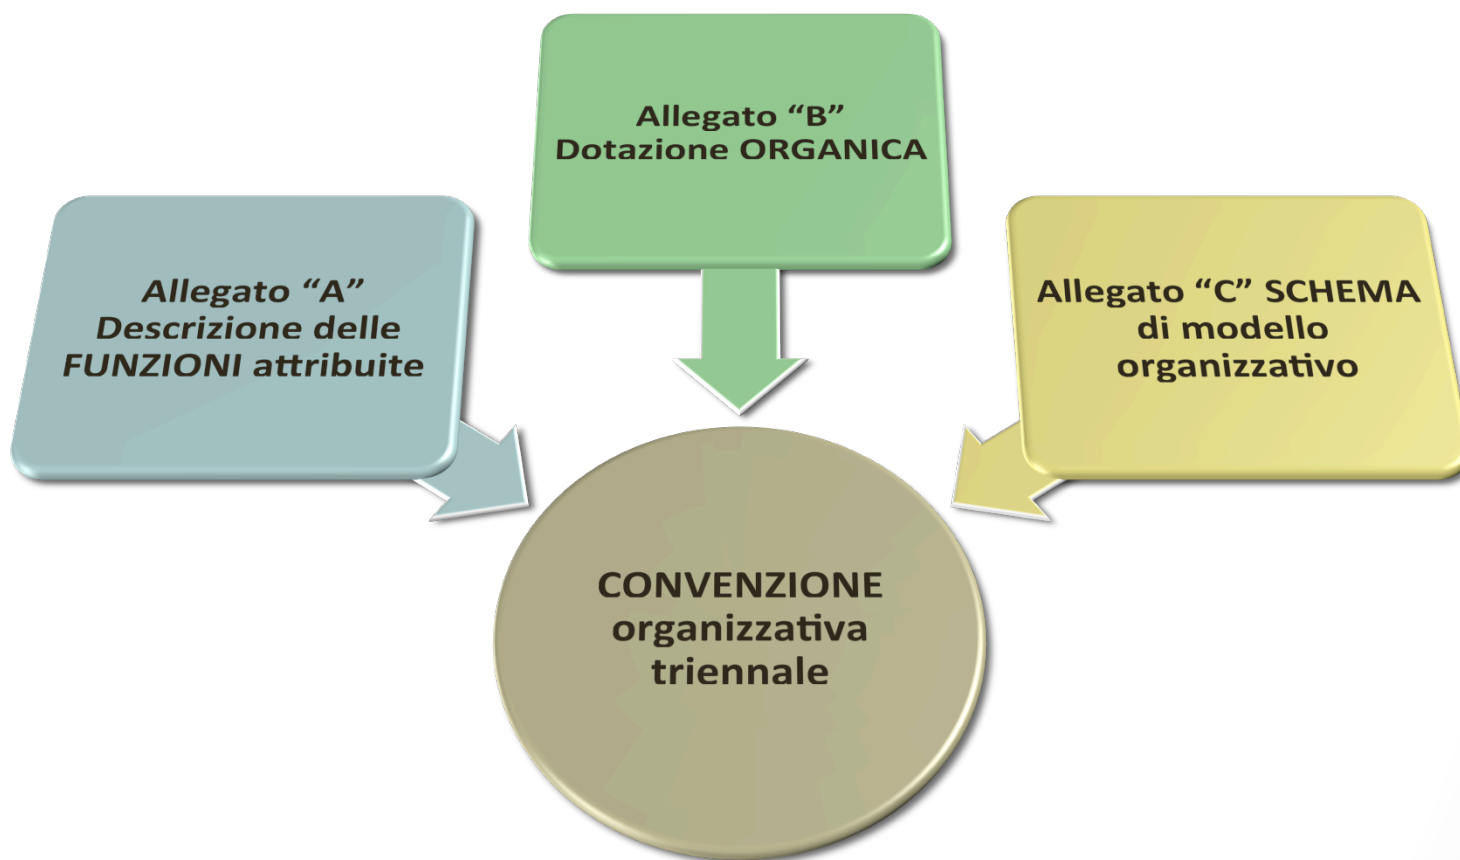 Allegato “B”
Dotazione ORGANICA
Allegato “A”
Descrizione delle
FUNZIONI attribuite
Allegato “C” SCHEMA
di modello
organizzativo
CONVENZIONE
organizzativa
triennale